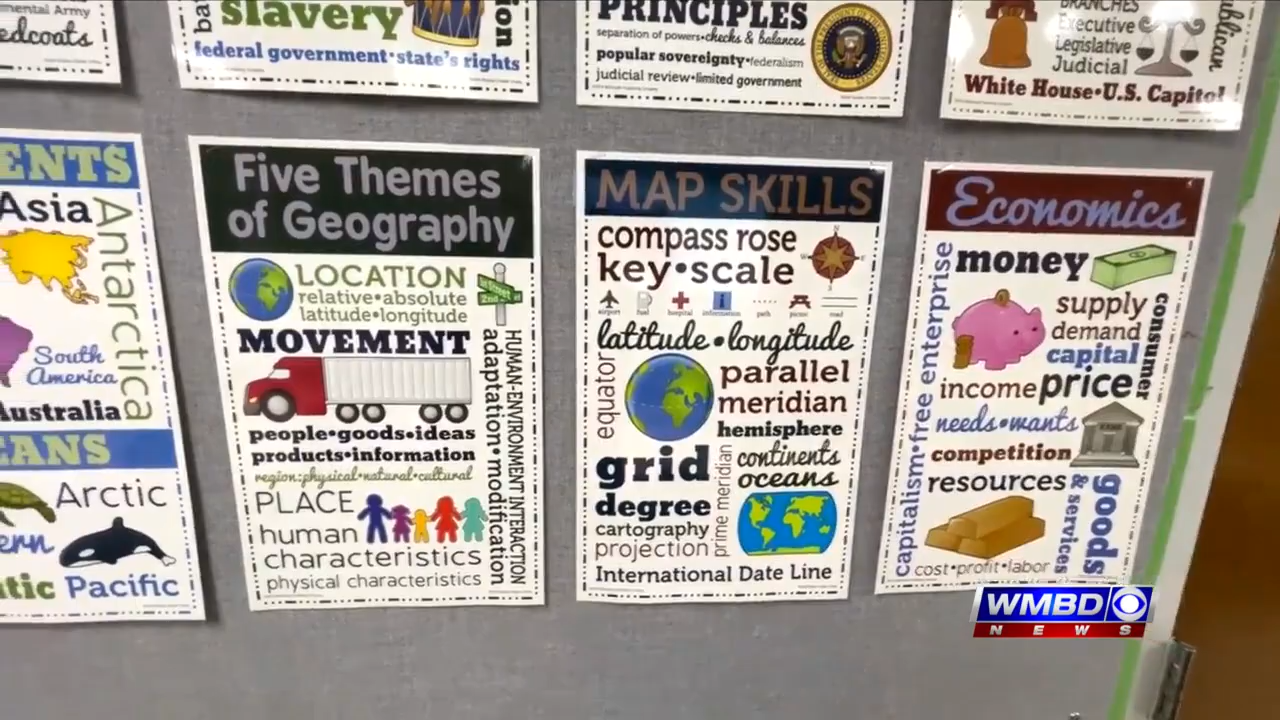 mental Army
edcoats
slavery
federal government•state's rights
PRINCIPLES
separation of powers•checks & balances
popular sovereignty•federalism
judicial review•limited government
BRANCHES
Executive
Legislative
Judicial
White House•U.S. Capitol
ENTS
Asia
Antarctica
South
America
Australia
EANS
Arctic
ern
tic Pacific
Five Themes
of Geography
LOCATION
relative•absolute
latitude•longitude
MOVEMENT
people•goods•ideas
products•information
region:physical•natural•cultural
PLACE
human
characteristics
physical characteristics
adaptation•modification
HUMAN-ENVIRONMENT INTERACTION
MAP SKILLS
compass rose
key•scale
airport fuel hospital information path picnic road
latitude•longitude
equator
parallel
meridian
hemisphere
grid
continents
oceans
degree
prime meridian
cartography
projection
International Date Line
Economics
money
capitalism•free enterprise
supply
demand
capital
consumer
income price
needs•wants
BANK
competition
resources
goods
& services
cost•profit•labor
WMBD
NEWS